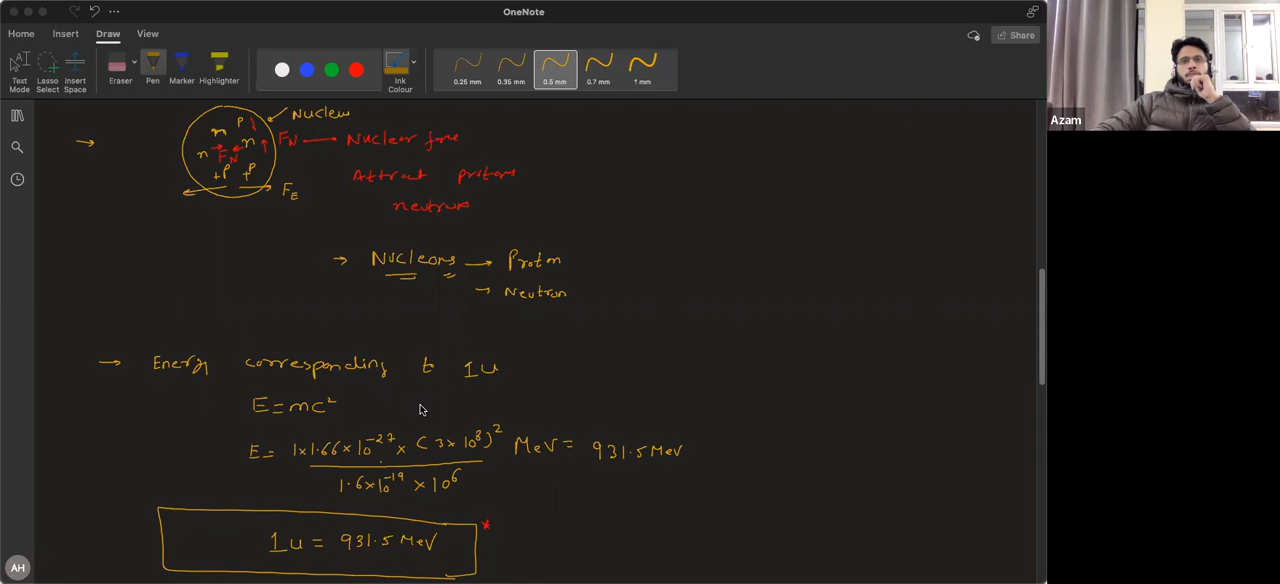 OneNote
Home Insert Draw View
Share
Text Mode
Lasso Select
Insert Space
Eraser
Pen
Marker
Highlighter
Ink Colour
0.25 mm
0.35 mm
0.5 mm
0.7 mm
1 mm
Azam
→ Nucleus
P
n n FN → Nuclear force
n FN
+P +P
FE
Attract protons
neutrons
→ Nucleons → Proton
→ Neutron
→ Energy corresponding to 1u
E = mc²
E = 1×1.66×10⁻²⁷ × (3×10⁸)² MeV = 931.5 MeV
1.6×10⁻¹⁹ × 10⁶
1u = 931.5 MeV *
AH